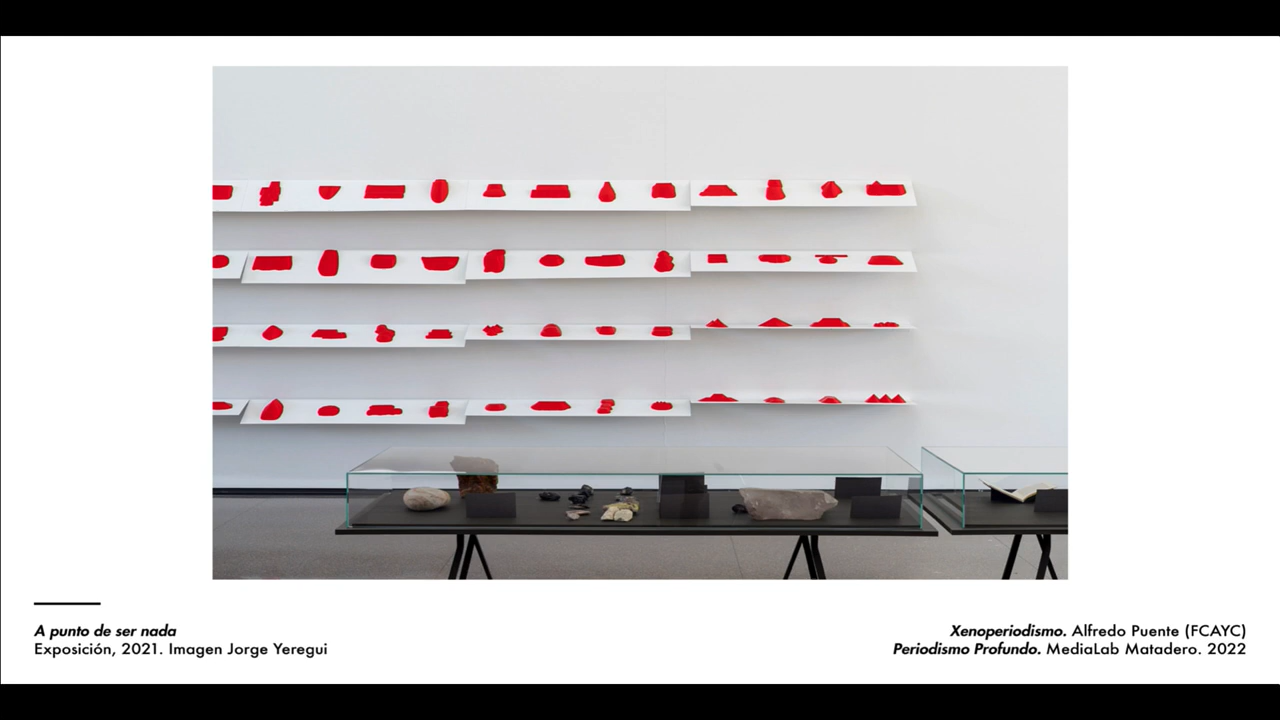 A punto de ser nada
Exposición, 2021. Imagen Jorge Yeregui
Xenoperiodismo. Alfredo Puente (FCAYC)
Periodismo Profundo. MediaLab Matadero. 2022